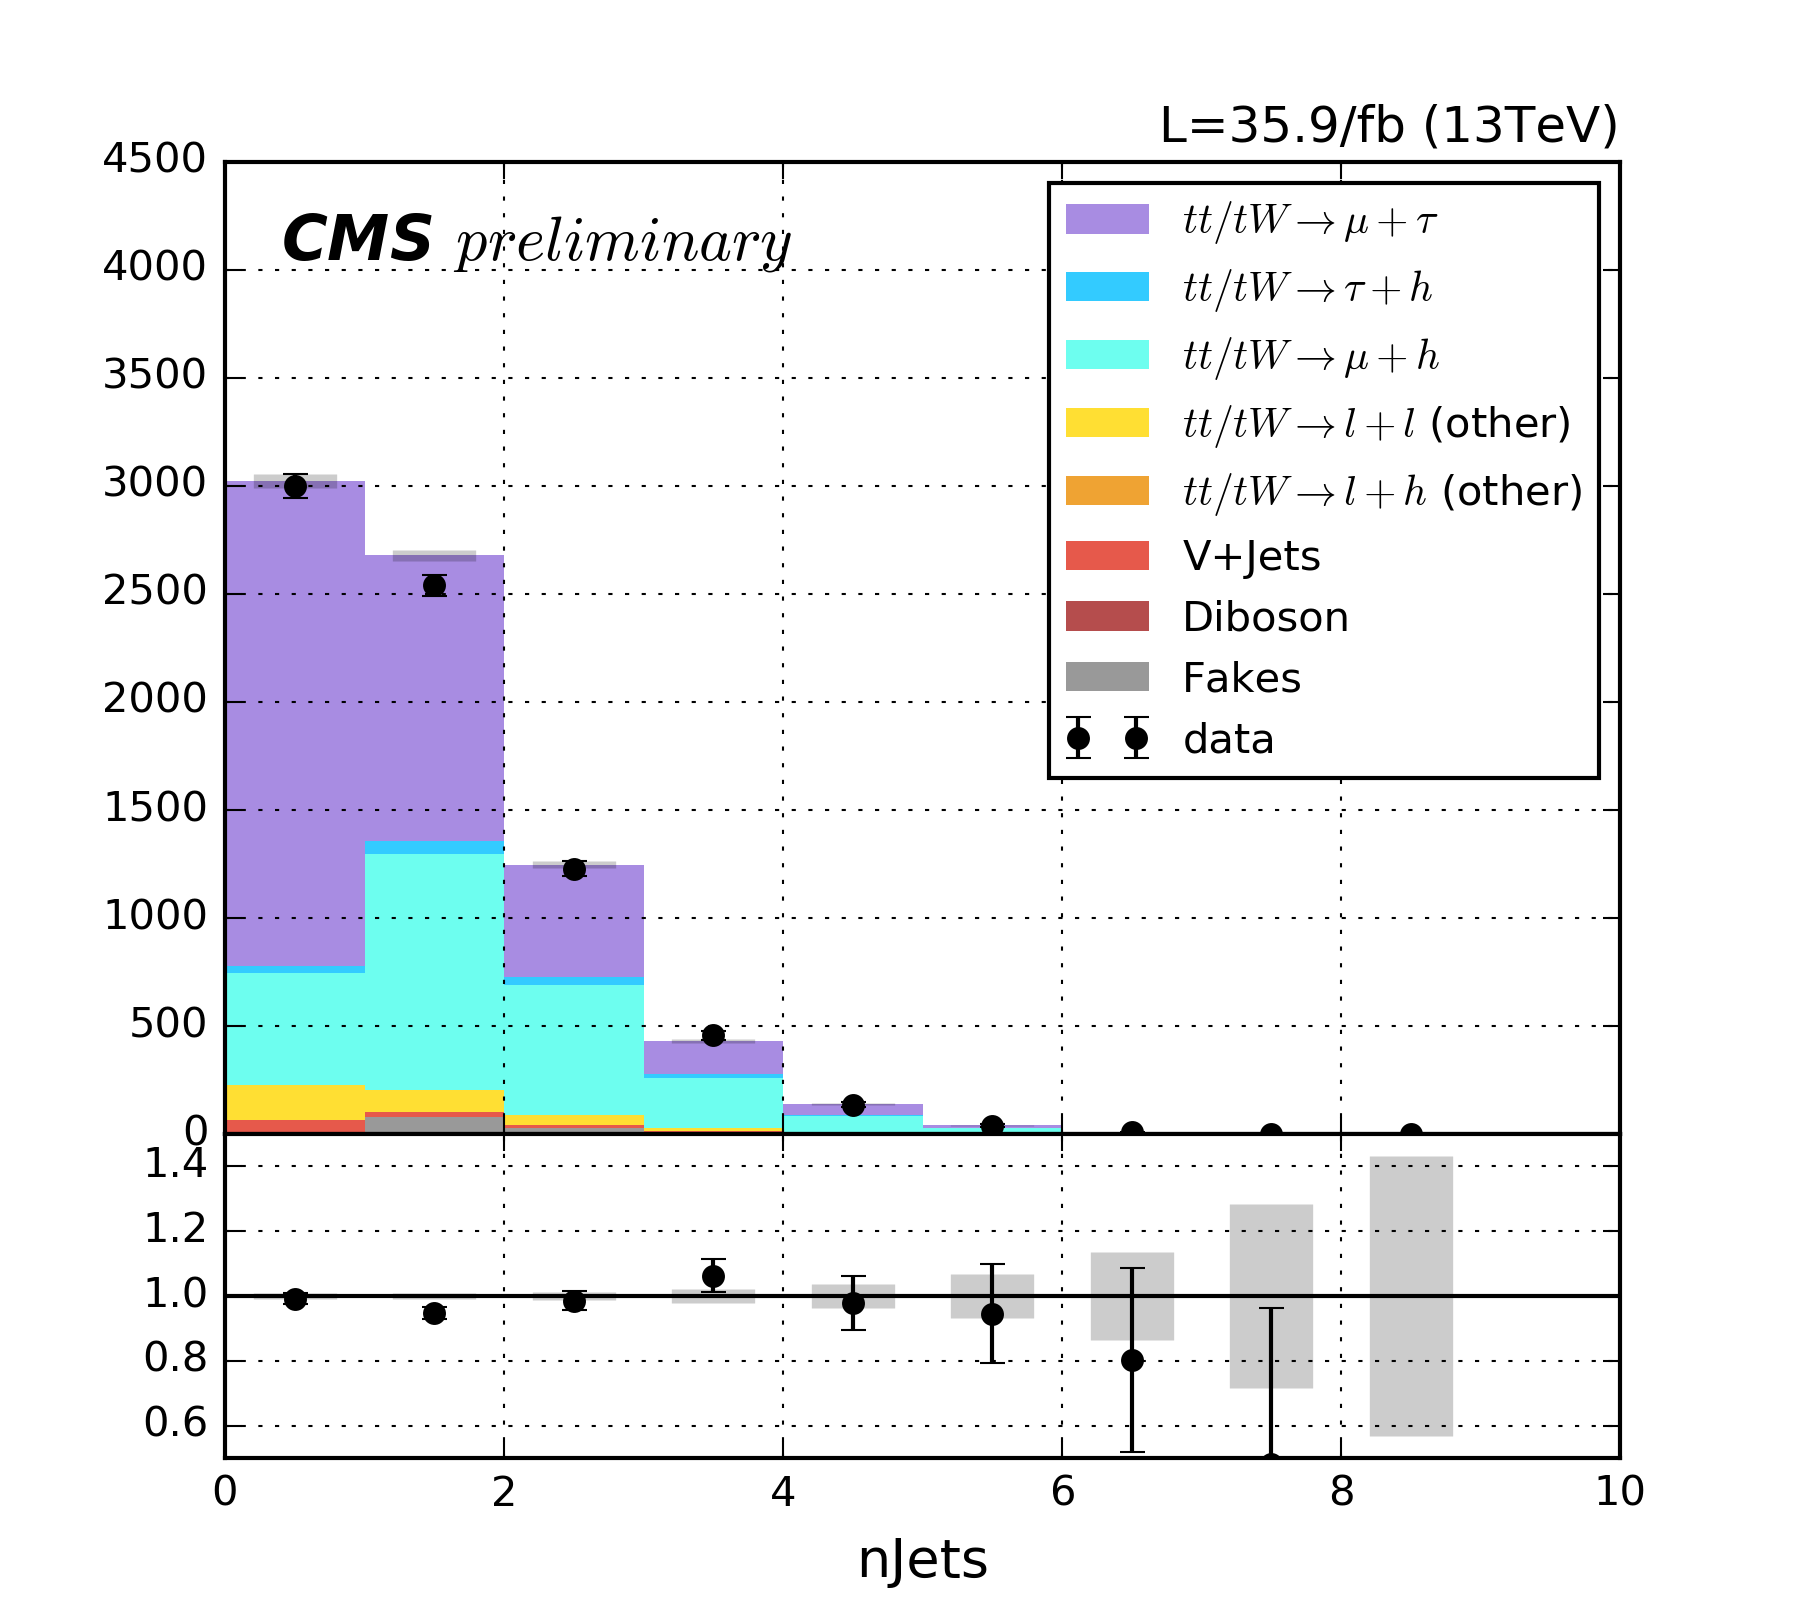 L=35.9/fb (13TeV)
CMS preliminary
4500
4000
3500
3000
2500
2000
1500
1000
500
0
tt/tW→μ+τ
tt/tW→τ+h
tt/tW→μ+h
tt/tW→l+l (other)
tt/tW→l+h (other)
V+Jets
Diboson
Fakes
data
1.4
1.2
1.0
0.8
0.6
0 2 4 6 8 10
nJets